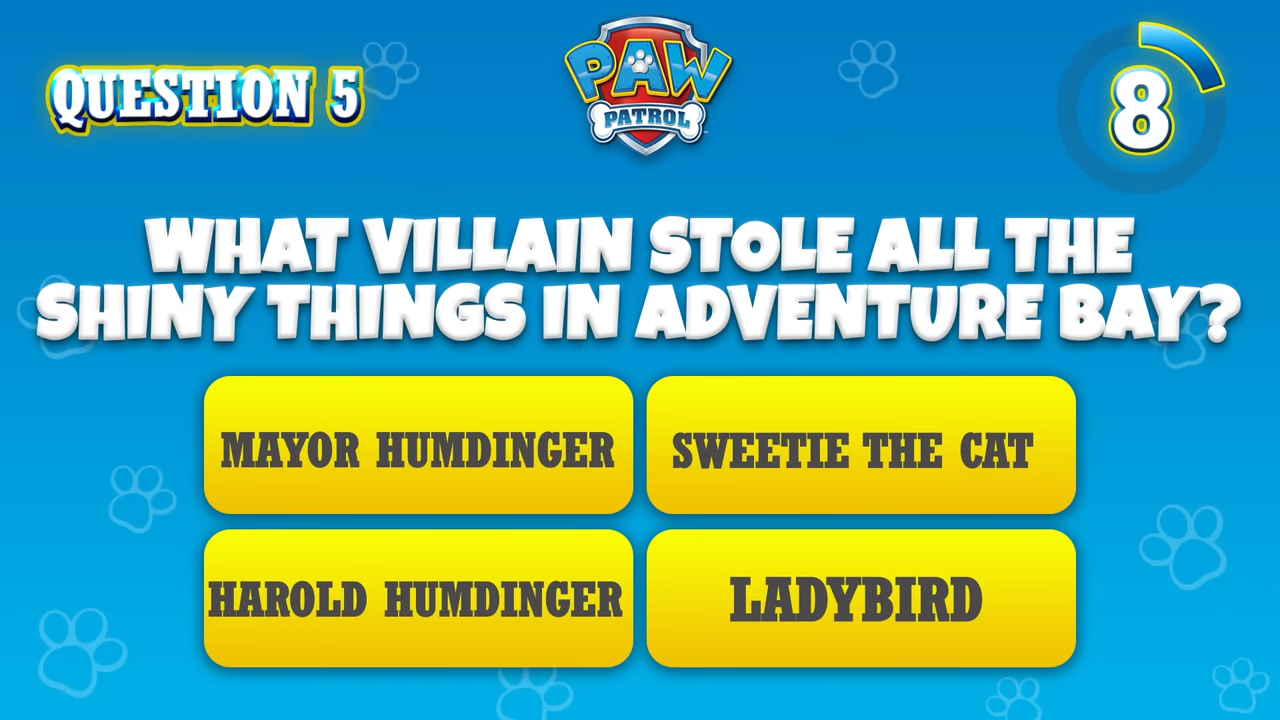 QUESTION 5
PAW
PATROL
8
WHAT VILLAIN STOLE ALL THE
SHINY THINGS IN ADVENTURE BAY?
MAYOR HUMDINGER
SWEETIE THE CAT
HAROLD HUMDINGER
LADYBIRD